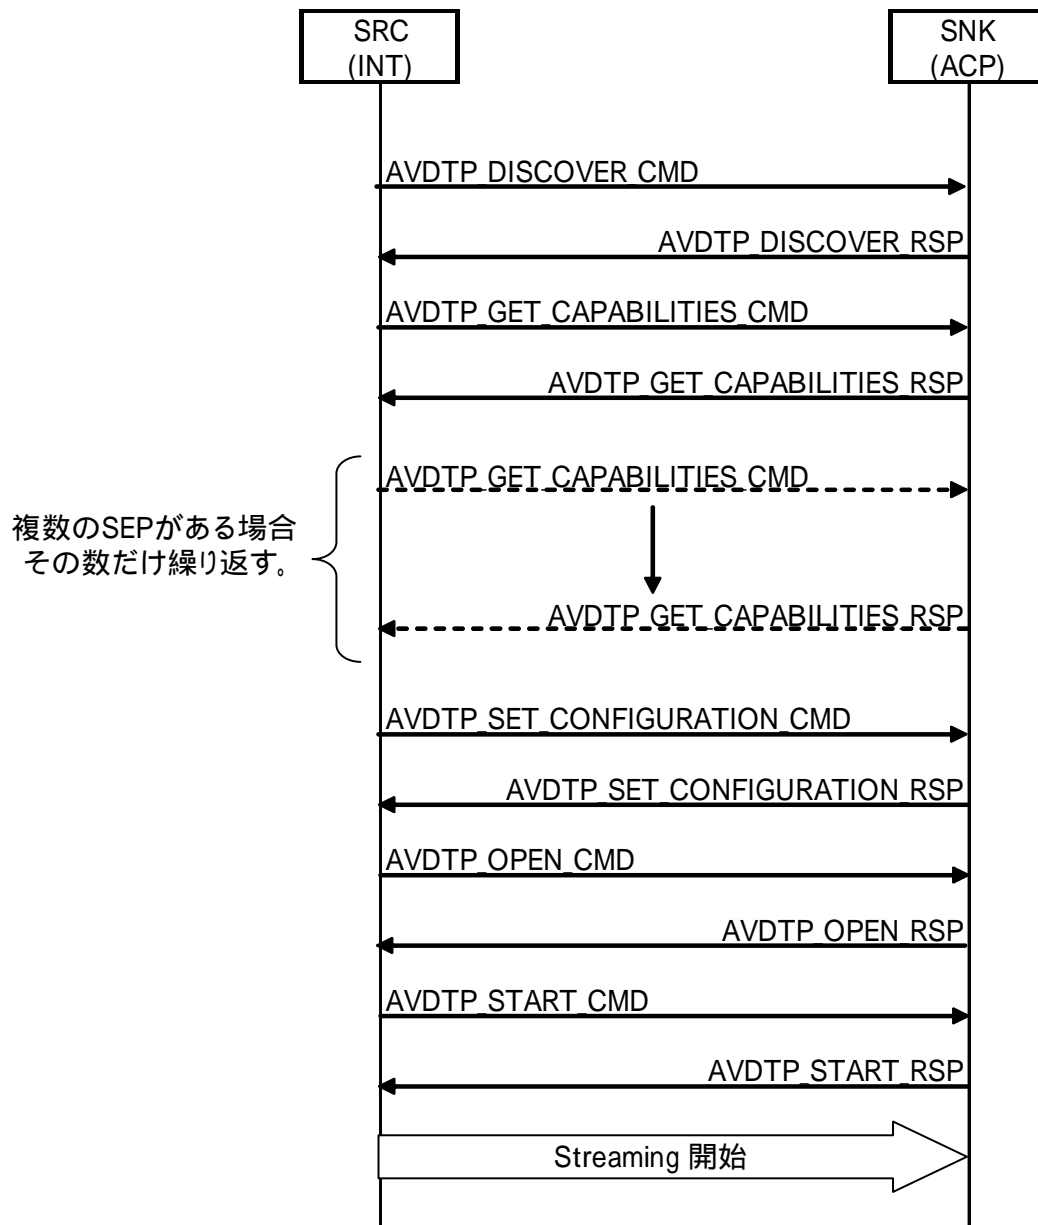 SRC
(INT)
SNK
(ACP)
AVDTP_DISCOVER_CMD
AVDTP_DISCOVER_RSP
AVDTP_GET_CAPABILITIES_CMD
AVDTP_GET_CAPABILITIES_RSP
AVDTP_GET_CAPABILITIES_CMD
複数のSEPがある場合
その数だけ繰り返す。
AVDTP_GET_CAPABILITIES_RSP
AVDTP_SET_CONFIGURATION_CMD
AVDTP_SET_CONFIGURATION_RSP
AVDTP_OPEN_CMD
AVDTP_OPEN_RSP
AVDTP_START_CMD
AVDTP_START_RSP
Streaming 開始